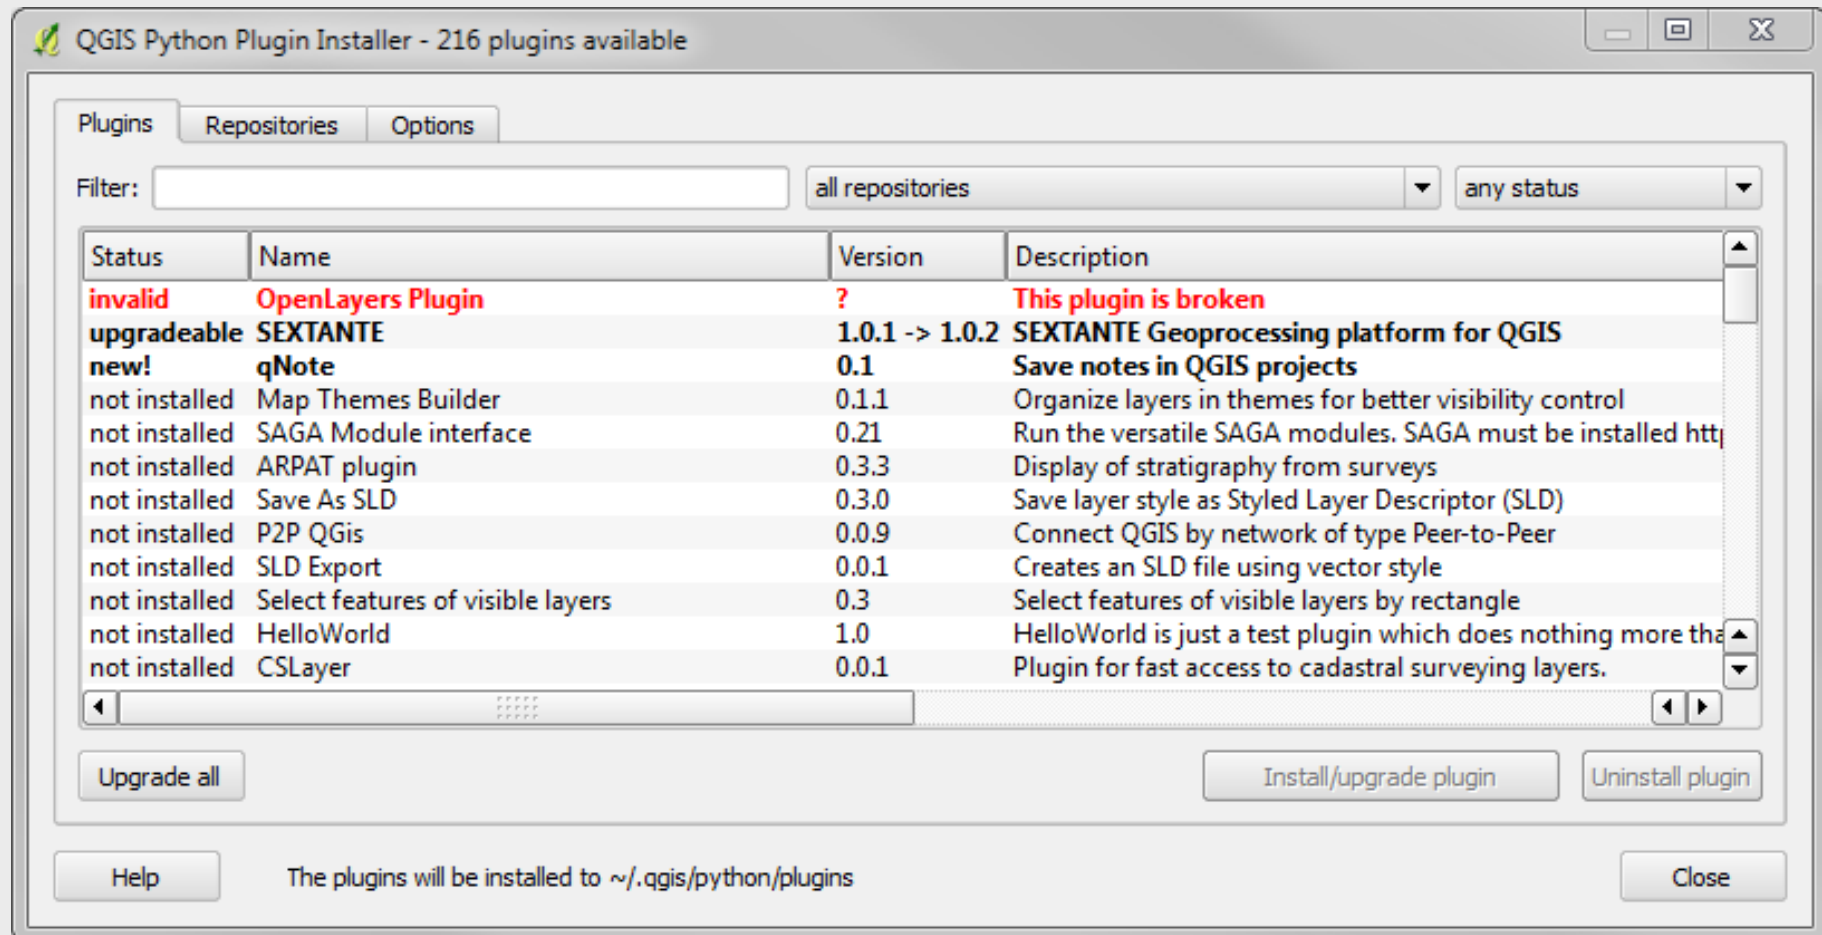 QGIS Python Plugin Installer - 216 plugins available
Plugins Repositories Options
Filter: all repositories any status
Status Name Version Description
invalid OpenLayers Plugin ? This plugin is broken
upgradeable SEXTANTE 1.0.1 -> 1.0.2 SEXTANTE Geoprocessing platform for QGIS
new! qNote 0.1 Save notes in QGIS projects
not installed Map Themes Builder 0.1.1 Organize layers in themes for better visibility control
not installed SAGA Module interface 0.21 Run the versatile SAGA modules. SAGA must be installed http
not installed ARPAT plugin 0.3.3 Display of stratigraphy from surveys
not installed Save As SLD 0.3.0 Save layer style as Styled Layer Descriptor (SLD)
not installed P2P QGis 0.0.9 Connect QGIS by network of type Peer-to-Peer
not installed SLD Export 0.0.1 Creates an SLD file using vector style
not installed Select features of visible layers 0.3 Select features of visible layers by rectangle
not installed HelloWorld 1.0 HelloWorld is just a test plugin which does nothing more tha
not installed CSLayer 0.0.1 Plugin for fast access to cadastral surveying layers.
Upgrade all Install/upgrade plugin Uninstall plugin
Help The plugins will be installed to ~/.qgis/python/plugins Close